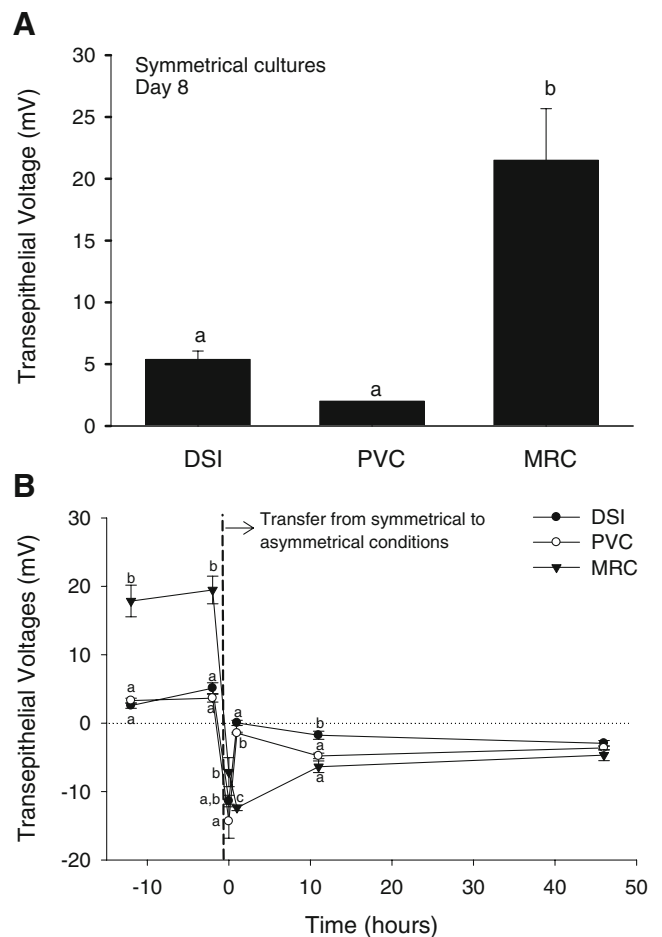 A
Symmetrical cultures
Day 8
Transepithelial Voltage (mV)
30
25
20
15
10
5
0
a
a
b
DSI
PVC
MRC
B
Transfer from symmetrical to
asymmetrical conditions
DSI
PVC
MRC
Transepithelial Voltages (mV)
30
20
10
0
-10
-20
b
b
a
a
a
a
a
b
b
b
a
a
a,b
c
a
-10
0
10
20
30
40
50
Time (hours)